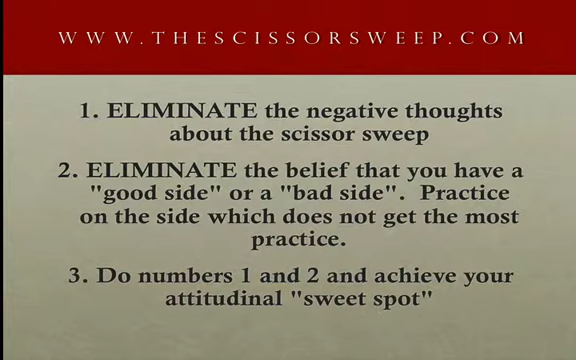 WWW.THESCISSORSWEEP.COM
1. ELIMINATE the negative thoughts
about the scissor sweep
2. ELIMINATE the belief that you have a
"good side" or a "bad side".  Practice
on the side which does not get the most
practice.
3. Do numbers 1 and 2 and achieve your
attitudinal "sweet spot"